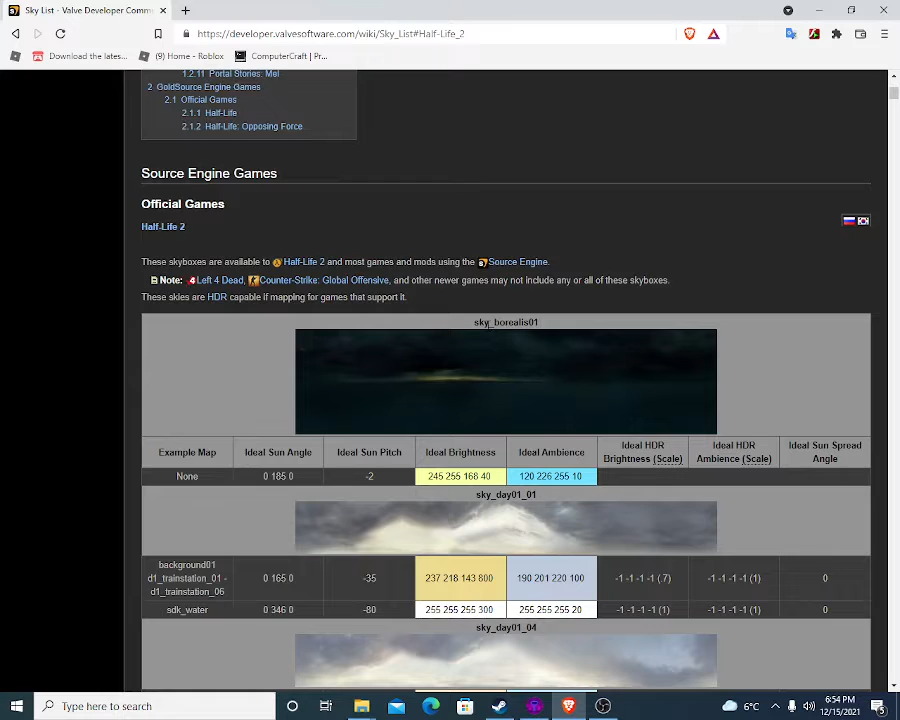 Sky List - Valve Developer Comm
https://developer.valvesoftware.com/wiki/Sky_List#Half-Life_2
Download the lates... (9) Home - Roblox ComputerCraft | Pr...
1.2.11 Portal Stories: Mel
2 GoldSource Engine Games
2.1 Official Games
2.1.1 Half-Life
2.1.2 Half-Life: Opposing Force
Source Engine Games
Official Games
Half-Life 2
These skyboxes are available to Half-Life 2 and most games and mods using the Source Engine.
Note: Left 4 Dead, Counter-Strike: Global Offensive, and other newer games may not include any or all of these skyboxes.
These skies are HDR capable if mapping for games that support it.
sky_borealis01
Example Map Ideal Sun Angle Ideal Sun Pitch Ideal Brightness Ideal Ambience Ideal HDR Brightness (Scale) Ideal HDR Ambience (Scale) Ideal Sun Spread Angle
None 0 185 0 -2 245 255 168 40 120 226 255 10
sky_day01_01
background01
d1_trainstation_01 -
d1_trainstation_06
0 165 0 -35 237 218 143 800 190 201 220 100 -1 -1 -1 -1 (.7) -1 -1 -1 -1 (1) 0
sdk_water 0 346 0 -80 255 255 255 300 255 255 255 20 -1 -1 -1 -1 (1) -1 -1 -1 -1 (1) 0
sky_day01_04
Type here to search
6°C
6:54 PM
12/15/2021
5